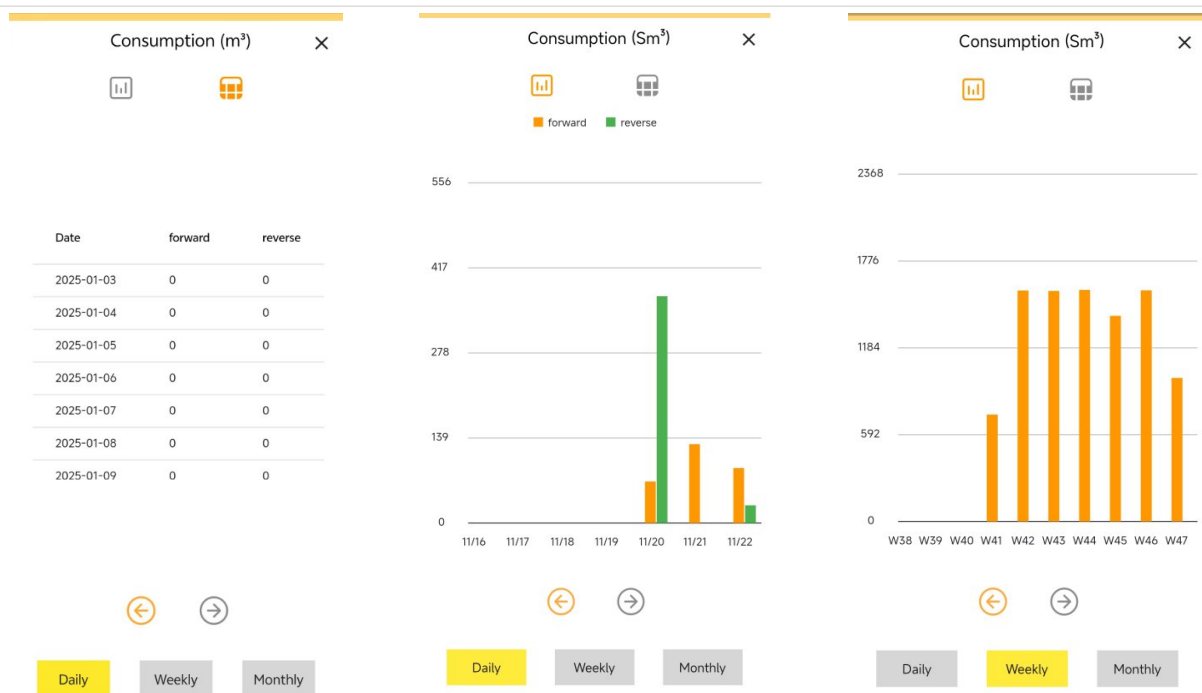 Consumption (m³)
Date forward reverse
2025-01-03 0 0
2025-01-04 0 0
2025-01-05 0 0
2025-01-06 0 0
2025-01-07 0 0
2025-01-08 0 0
2025-01-09 0 0
Daily Weekly Monthly
Consumption (Sm³)
forward reverse
556
417
278
139
0
11/16 11/17 11/18 11/19 11/20 11/21 11/22
Daily Weekly Monthly
Consumption (Sm³)
2368
1776
1184
592
0
W38 W39 W40 W41 W42 W43 W44 W45 W46 W47
Daily Weekly Monthly